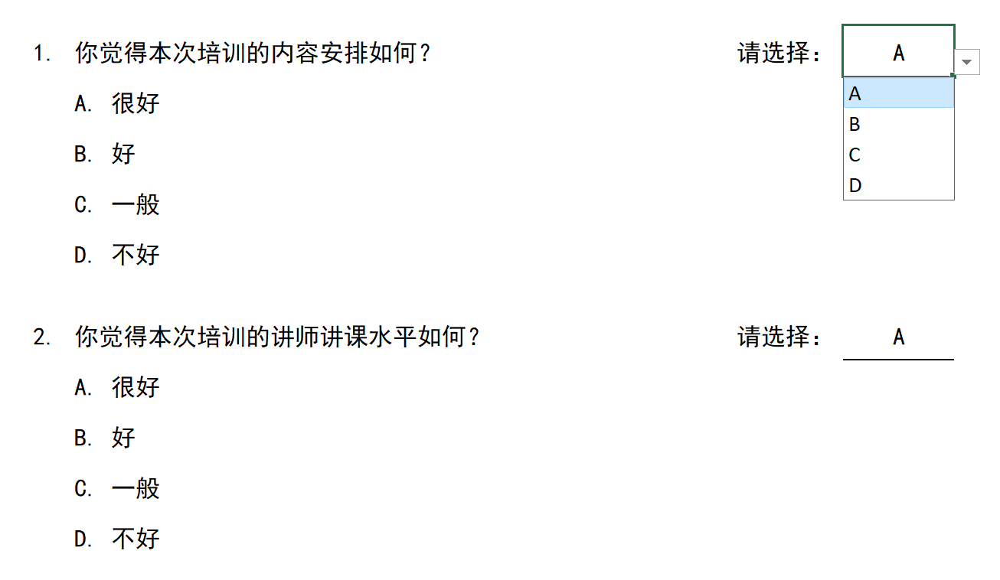 1. 你觉得本次培训的内容安排如何？ 请选择： A
A. 很好
B. 好
C. 一般
D. 不好
A
B
C
D
2. 你觉得本次培训的讲师讲课水平如何？ 请选择： A
A. 很好
B. 好
C. 一般
D. 不好